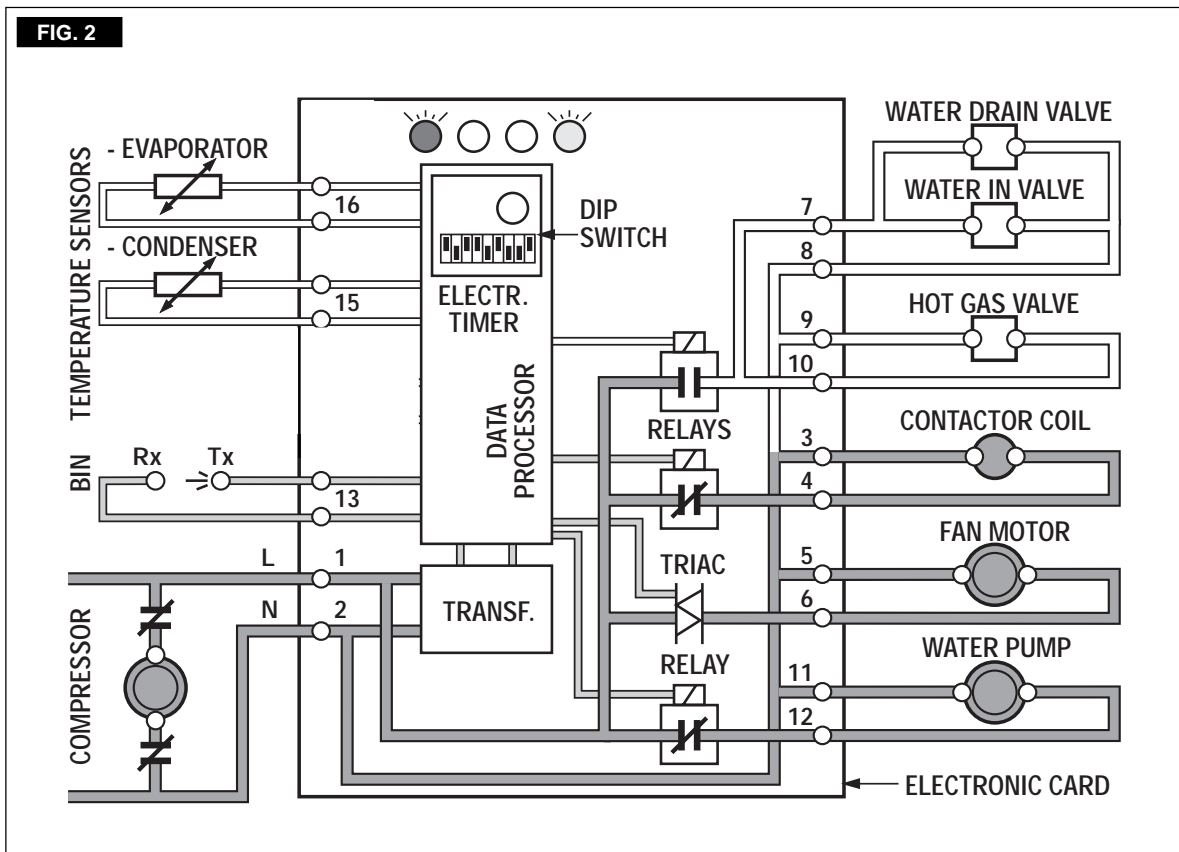 FIG. 2
TEMPERATURE SENSORS
- EVAPORATOR
16
- CONDENSER
15
BIN
Rx
Tx
13
L
1
N
2
COMPRESSOR
DIP
SWITCH
ELECTR.
TIMER
DATA
PROCESSOR
TRANSF.
RELAYS
TRIAC
RELAY
WATER DRAIN VALVE
WATER IN VALVE
7
8
HOT GAS VALVE
9
10
CONTACTOR COIL
3
4
FAN MOTOR
5
6
WATER PUMP
11
12
ELECTRONIC CARD